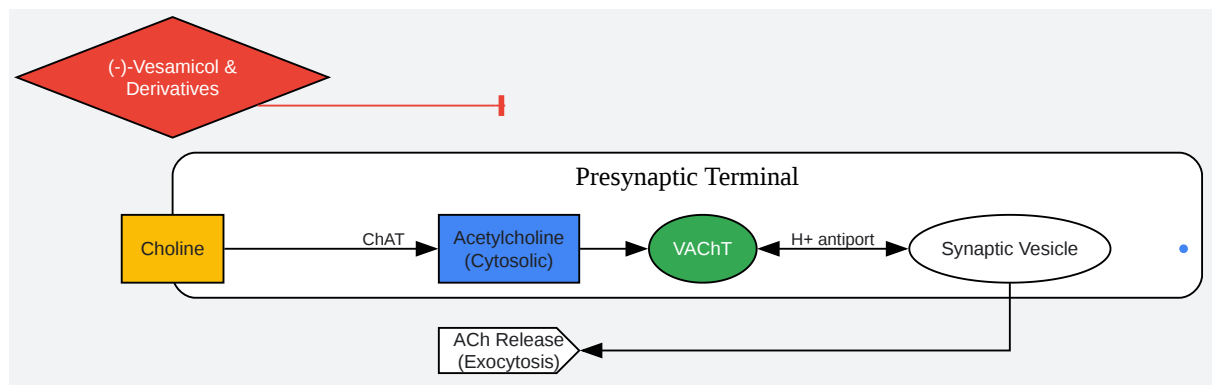 (-)-Vesamicol &
Derivatives
Presynaptic Terminal
Choline
ChAT
Acetylcholine
(Cytosolic)
VAChT
H+ antiport
Synaptic Vesicle
ACh Release
(Exocytosis)